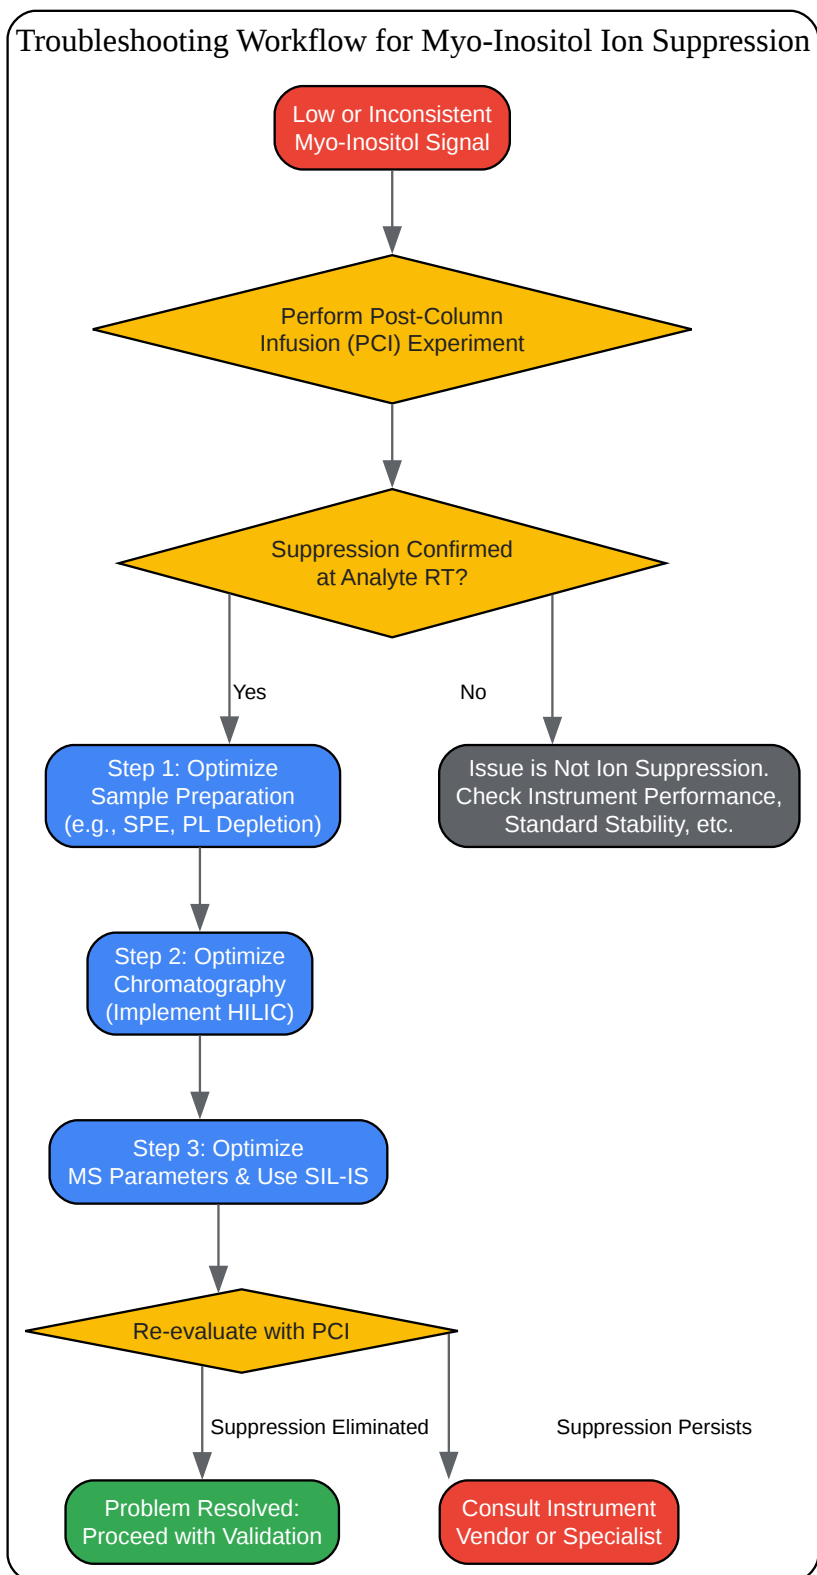 Troubleshooting Workflow for Myo-Inositol Ion Suppression
Low or Inconsistent
Myo-Inositol Signal
Perform Post-Column
Infusion (PCI) Experiment
Suppression Confirmed
at Analyte RT?
Yes
No
Step 1: Optimize
Sample Preparation
(e.g., SPE, PL Depletion)
Issue is Not Ion Suppression.
Check Instrument Performance,
Standard Stability, etc.
Step 2: Optimize
Chromatography
(Implement HILIC)
Step 3: Optimize
MS Parameters & Use SIL-IS
Re-evaluate with PCI
Suppression Eliminated
Suppression Persists
Problem Resolved:
Proceed with Validation
Consult Instrument
Vendor or Specialist